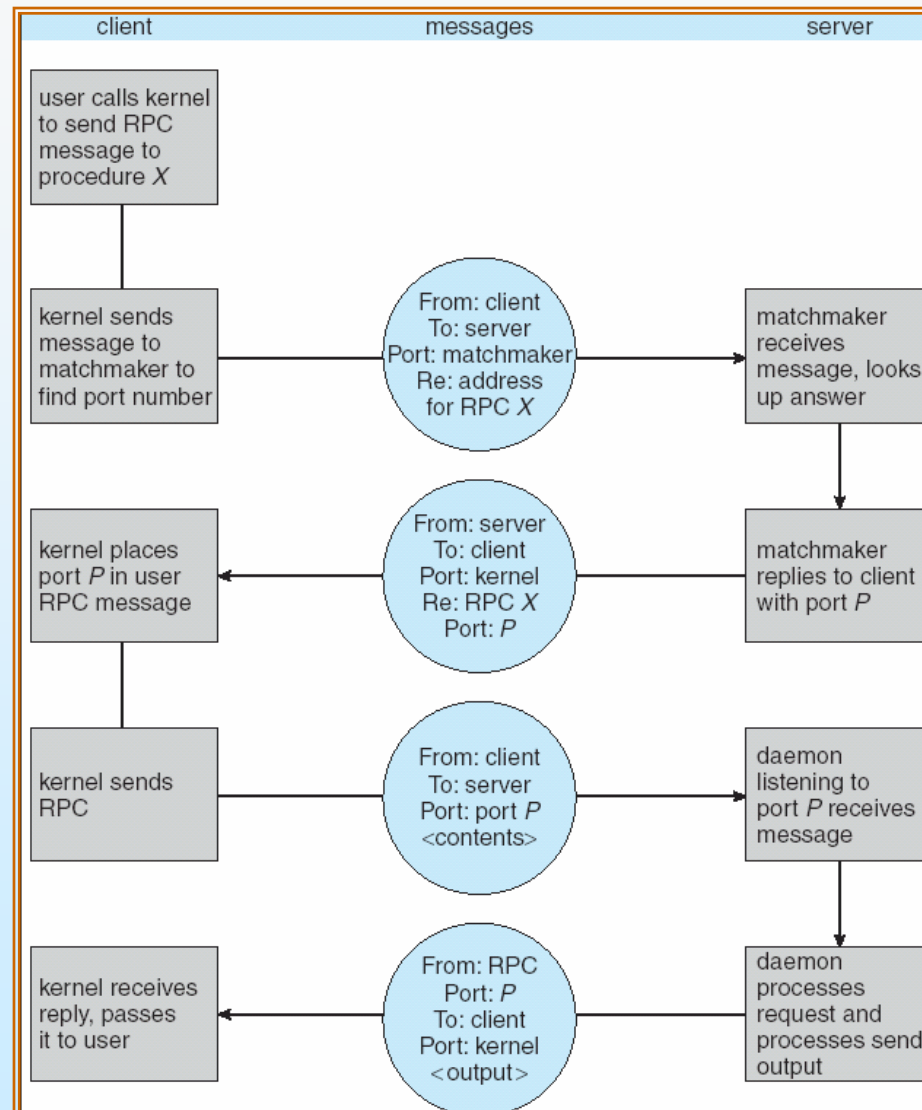 client
messages
server
user calls kernel
to send RPC
message to
procedure X
kernel sends
message to
matchmaker to
find port number
From: client
To: server
Port: matchmaker
Re: address
for RPC X
matchmaker
receives
message, looks
up answer
kernel places
port P in user
RPC message
From: server
To: client
Port: kernel
Re: RPC X
Port: P
matchmaker
replies to client
with port P
kernel sends
RPC
From: client
To: server
Port: port P
<contents>
daemon
listening to
port P receives
message
kernel receives
reply, passes
it to user
From: RPC
Port: P
To: client
Port: kernel
<output>
daemon
processes
request and
processes send
output